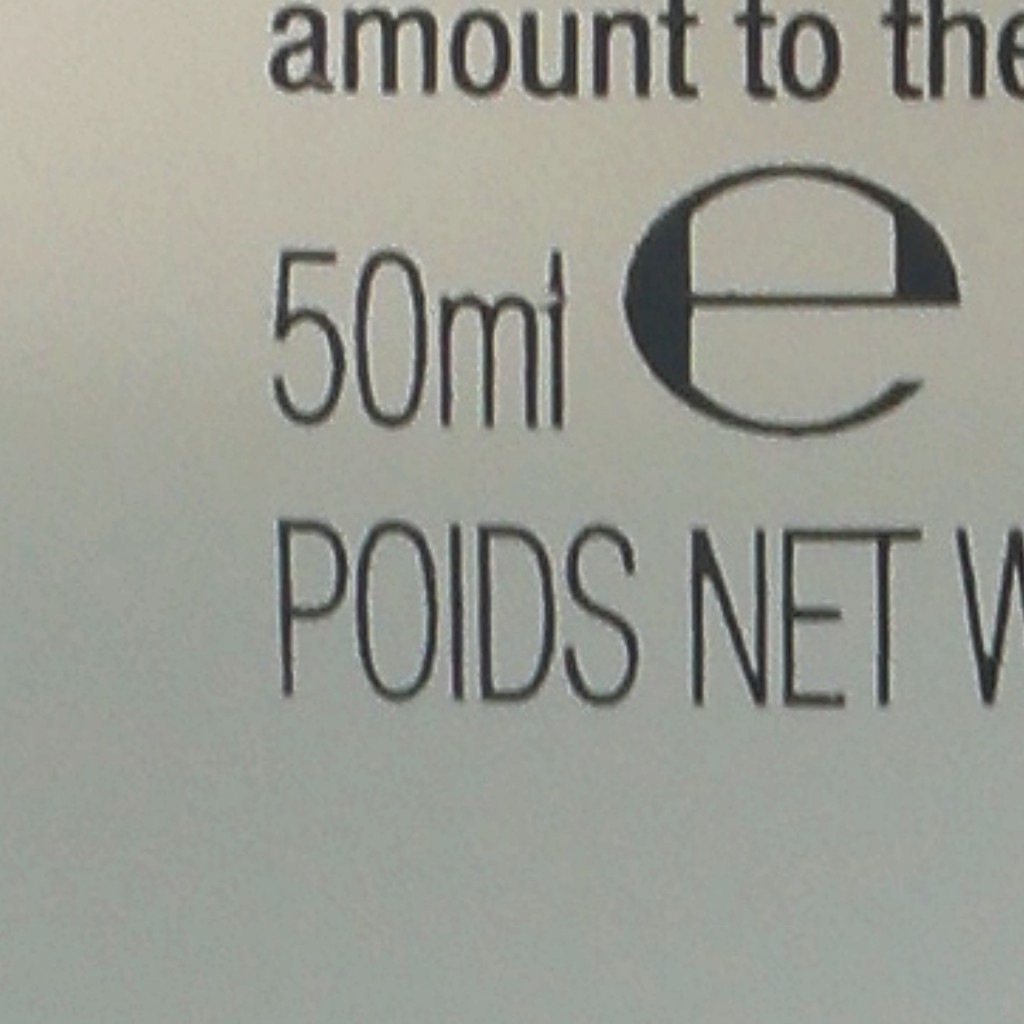 amount to the
50ml ℮
POIDS NET W